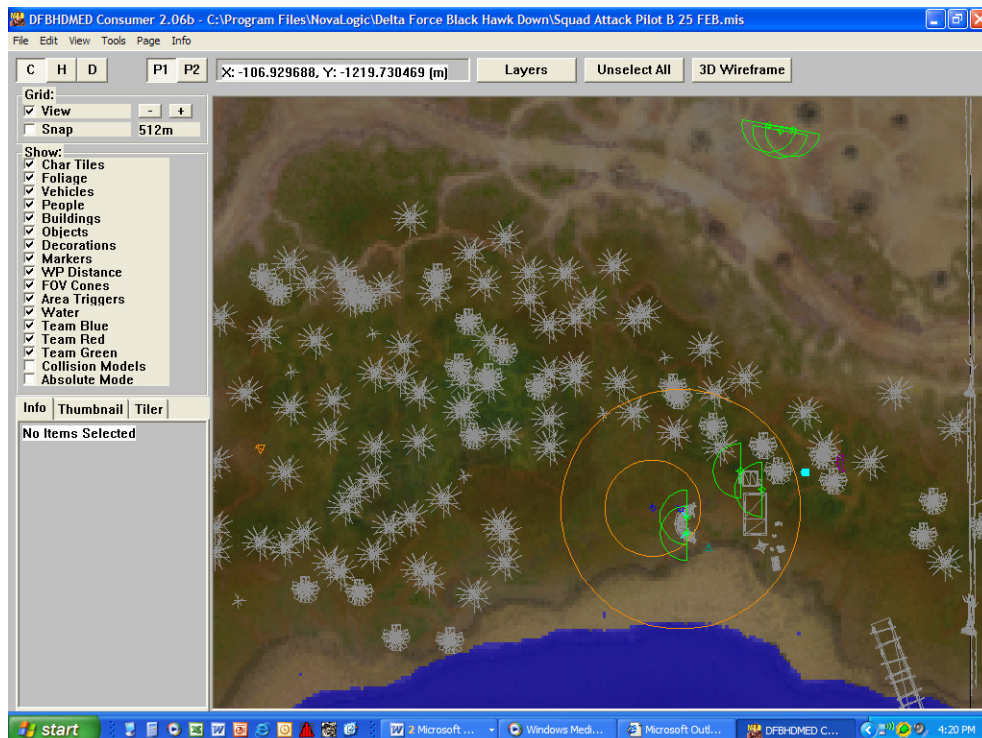 DFBHDMED Consumer 2.06b - C:\Program Files\NovaLogic\Delta Force Black Hawk Down\Squad Attack Pilot B 25 FEB.mis
File Edit View Tools Page Info
C H D P1 P2 X: -106.929688, Y: -1219.730469 (m) Layers Unselect All 3D Wireframe
Grid:
View - +
Snap 512m
Show:
Char Tiles
Foliage
Vehicles
People
Buildings
Objects
Decorations
Markers
WP Distance
FOV Cones
Area Triggers
Water
Team Blue
Team Red
Team Green
Collision Models
Absolute Mode
Info Thumbnail Tiler
No Items Selected
start 2 Microsoft ... Windows Medi... Microsoft Outl... DFBHDMED C... 4:20 PM